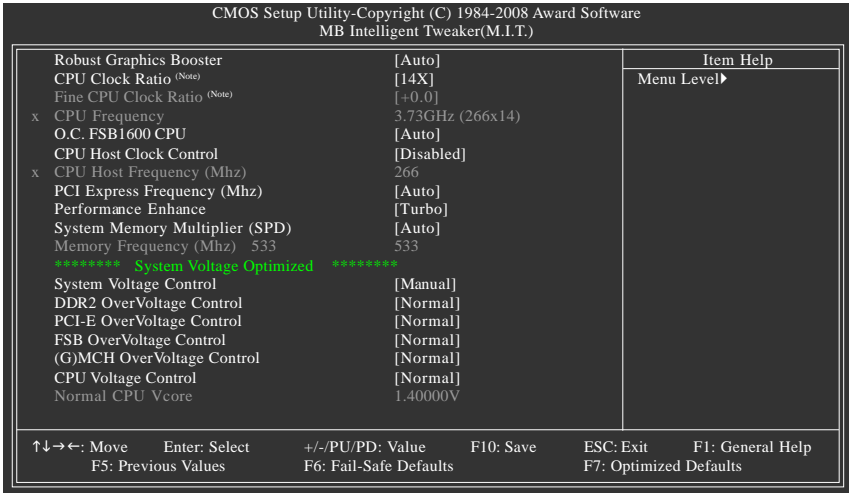 CMOS Setup Utility-Copyright (C) 1984-2008 Award Software
MB Intelligent Tweaker(M.I.T.)
Robust Graphics Booster [Auto]
CPU Clock Ratio (Note) [14X]
Fine CPU Clock Ratio (Note) [+0.0]
x CPU Frequency 3.73GHz (266x14)
O.C. FSB1600 CPU [Auto]
CPU Host Clock Control [Disabled]
x CPU Host Frequency (Mhz) 266
PCI Express Frequency (Mhz) [Auto]
Performance Enhance [Turbo]
System Memory Multiplier (SPD) [Auto]
Memory Frequency (Mhz) 533 533
******** System Voltage Optimized ********
System Voltage Control [Manual]
DDR2 OverVoltage Control [Normal]
PCI-E OverVoltage Control [Normal]
FSB OverVoltage Control [Normal]
(G)MCH OverVoltage Control [Normal]
CPU Voltage Control [Normal]
Normal CPU Vcore 1.40000V
Item Help
Menu Level▶
↑↓→←: Move Enter: Select +/-/PU/PD: Value F10: Save ESC: Exit F1: General Help
F5: Previous Values F6: Fail-Safe Defaults F7: Optimized Defaults